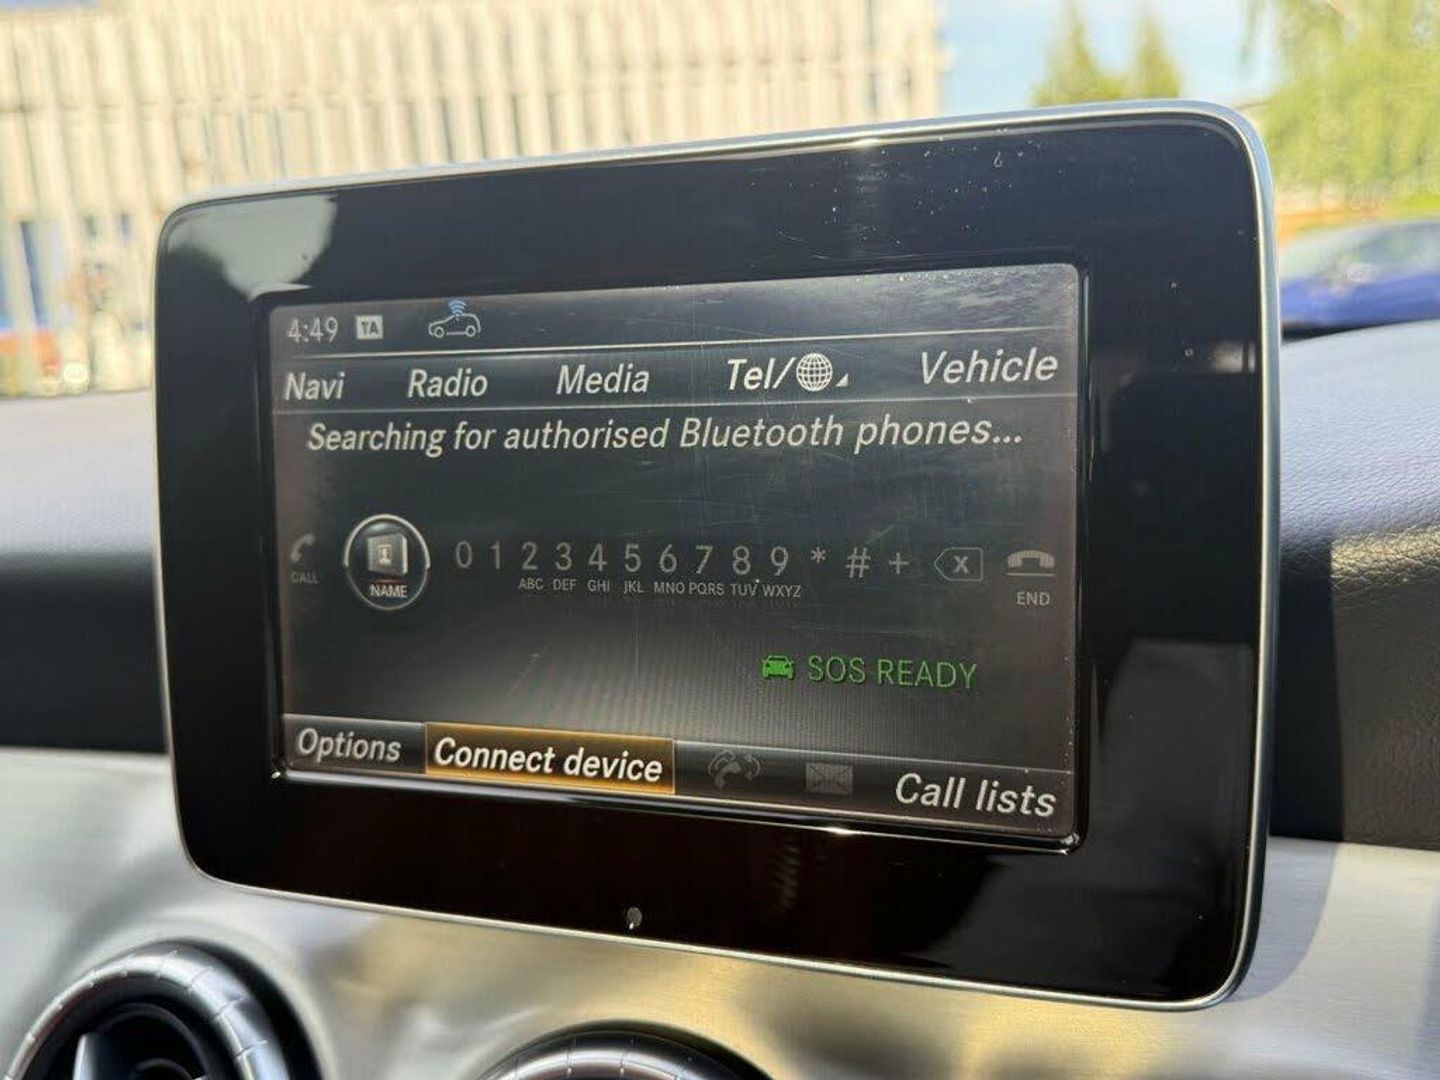 4:49 TA
Navi Radio Media Tel/ Vehicle
Searching for authorised Bluetooth phones...
CALL NAME 0 1 2 3 4 5 6 7 8 9 * # + X END
ABC DEF GHI JKL MNO PQRS TUV WXYZ
SOS READY
Options Connect device Call lists